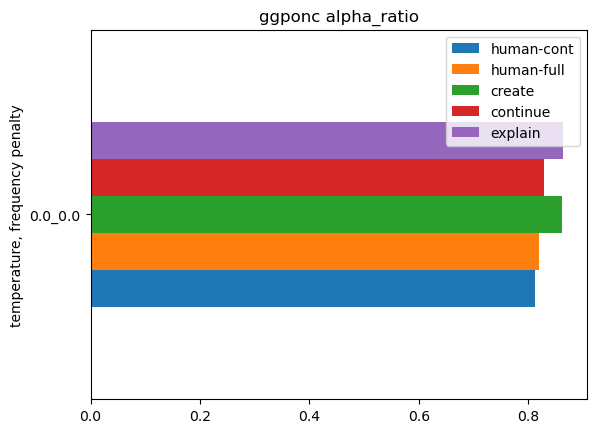 ggponc alpha_ratio
human-cont
human-full
create
continue
explain
temperature, frequency penalty
0.0_0.0
0.0
0.2
0.4
0.6
0.8